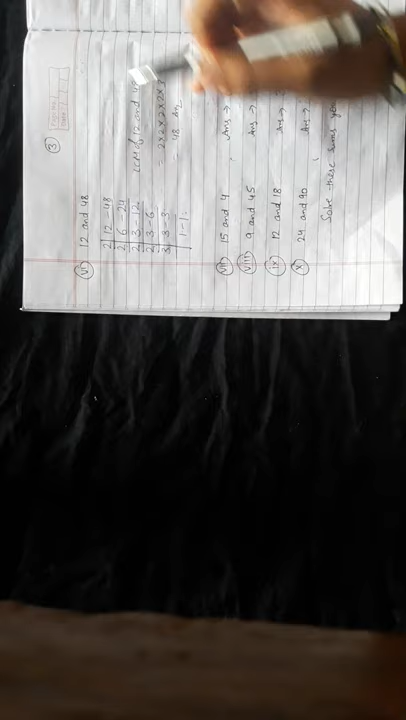 3
vi) 12 and 48
2 | 12 - 48
2 | 6 - 24
2 | 3 - 12
2 | 3 - 6
3 | 3 - 3
1 - 1
LCM of 12 and 48
= 2 x 2 x 2 x 2 x 3
= 48 Ans
vii) 15 and 4 Ans →
viii) 9 and 45 Ans →
ix) 12 and 18 Ans →
x) 24 and 90 Ans →
Solve these sums